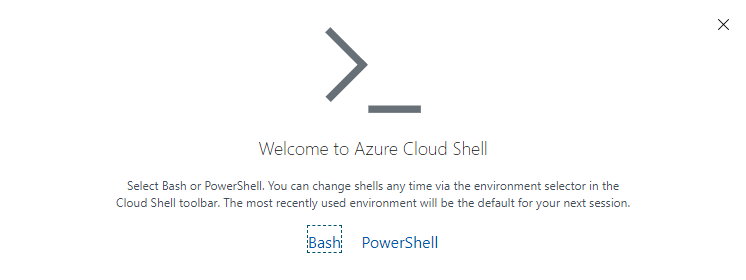 Welcome to Azure Cloud Shell
Select Bash or PowerShell. You can change shells any time via the environment selector in the
Cloud Shell toolbar. The most recently used environment will be the default for your next session.
Bash PowerShell